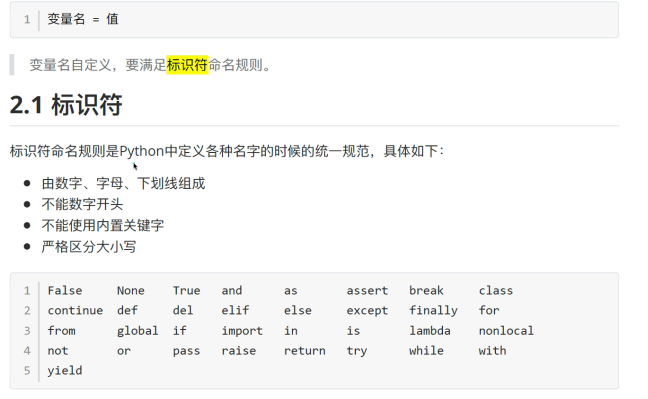 1 变量名 = 值
变量名自定义，要满足标识符命名规则。
2.1 标识符
标识符命名规则是Python中定义各种名字的时候的统一规范，具体如下：
● 由数字、字母、下划线组成
● 不能数字开头
● 不能使用内置关键字
● 严格区分大小写
1 False None True and as assert break class
2 continue def del elif else except finally for
3 from global if import in is lambda nonlocal
4 not or pass raise return try while with
5 yield